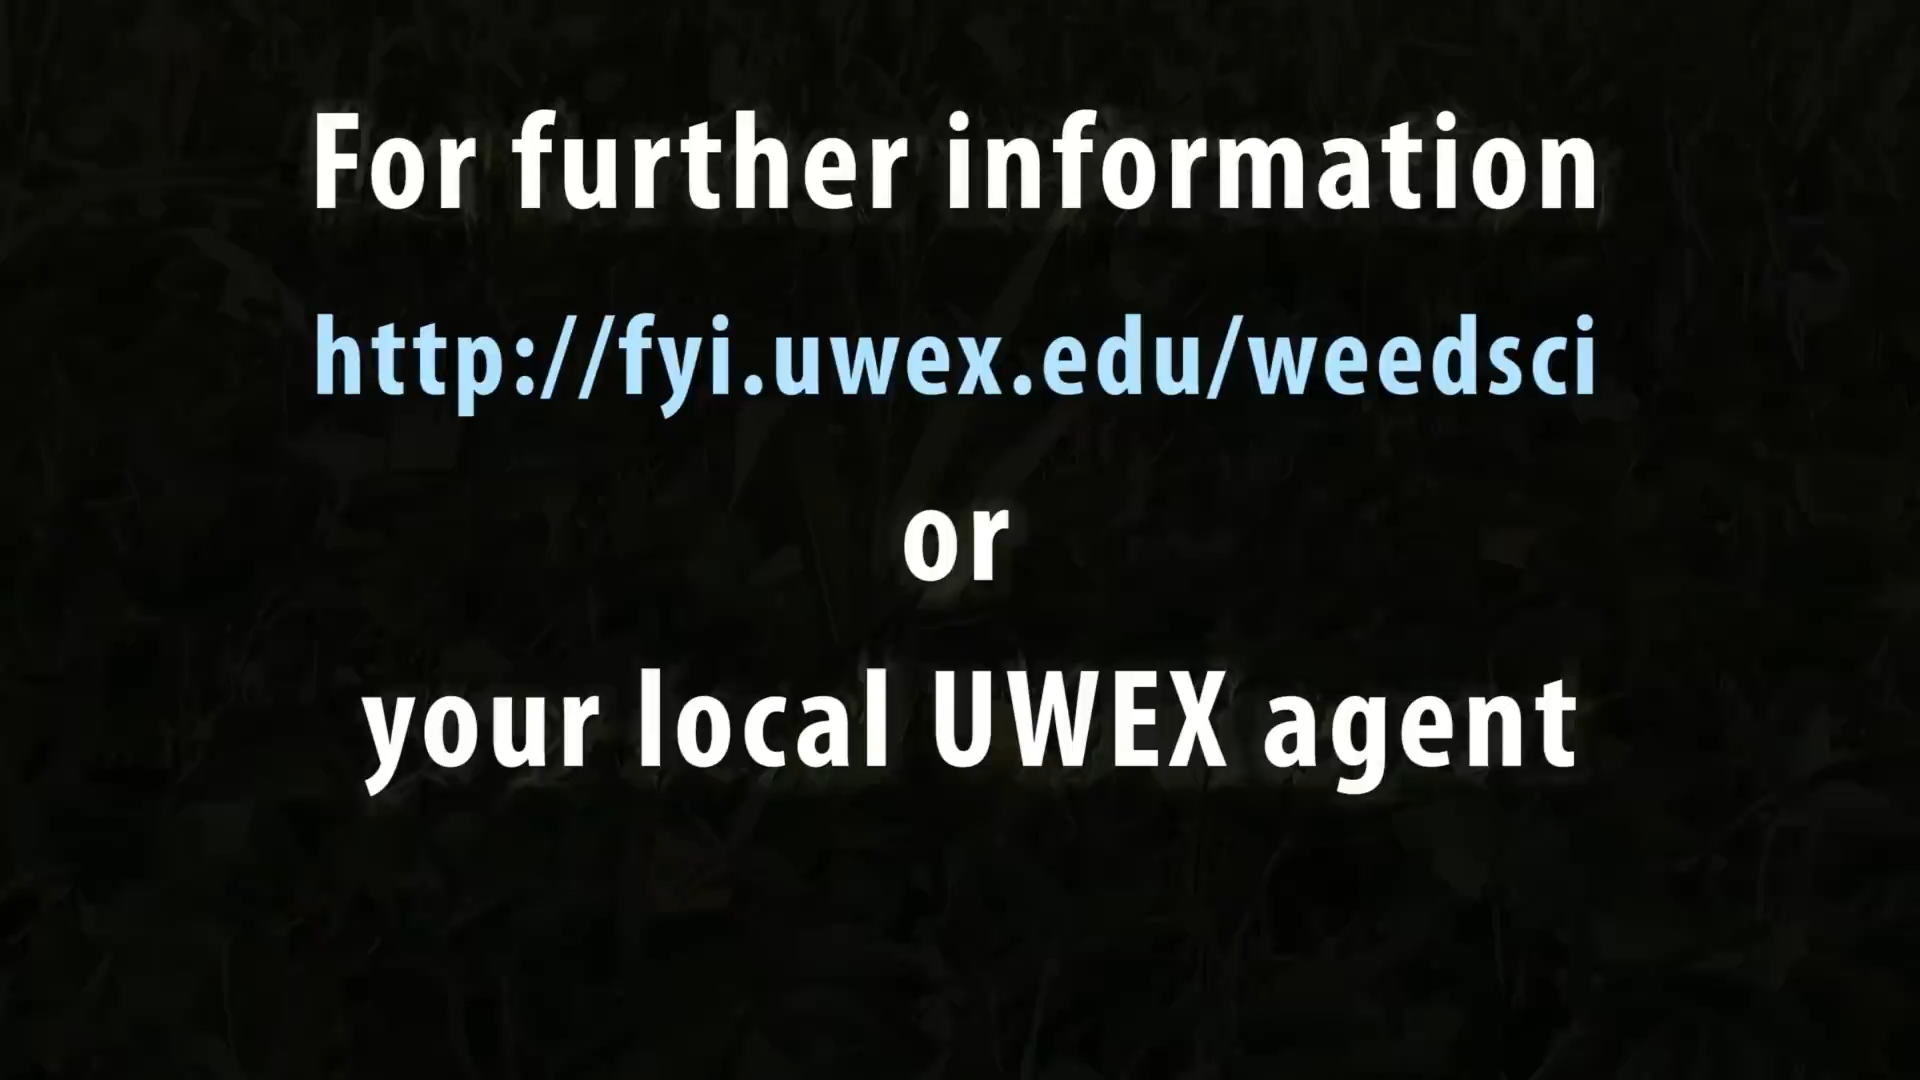 For further information
http://fyi.uwex.edu/weedsci
or
your local UWEX agent